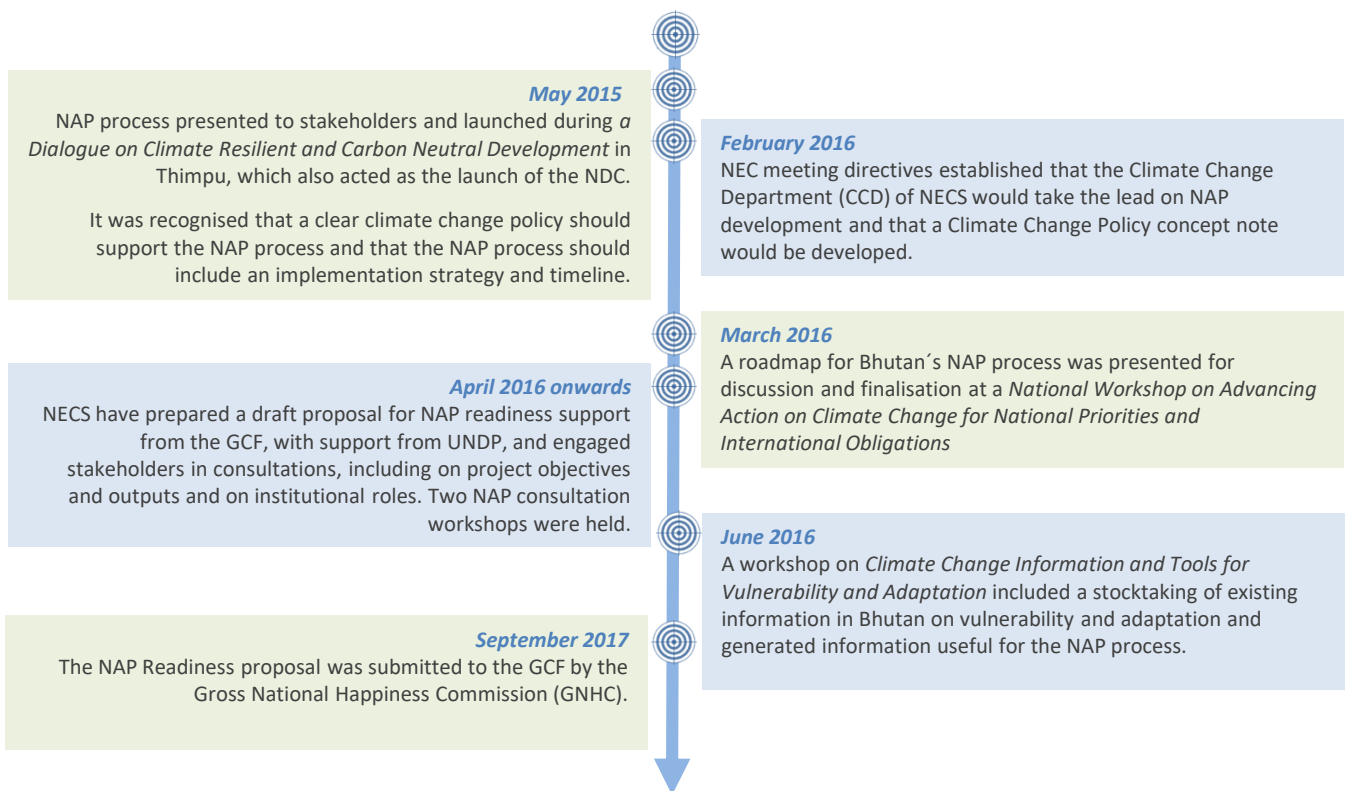 May 2015
NAP process presented to stakeholders and launched during a
Dialogue on Climate Resilient and Carbon Neutral Development in
Thimpu, which also acted as the launch of the NDC.
It was recognised that a clear climate change policy should
support the NAP process and that the NAP process should
include an implementation strategy and timeline.
February 2016
NEC meeting directives established that the Climate Change
Department (CCD) of NECS would take the lead on NAP
development and that a Climate Change Policy concept note
would be developed.
March 2016
A roadmap for Bhutan´s NAP process was presented for
discussion and finalisation at a National Workshop on Advancing
Action on Climate Change for National Priorities and
International Obligations
April 2016 onwards
NECS have prepared a draft proposal for NAP readiness support
from the GCF, with support from UNDP, and engaged
stakeholders in consultations, including on project objectives
and outputs and on institutional roles. Two NAP consultation
workshops were held.
June 2016
A workshop on Climate Change Information and Tools for
Vulnerability and Adaptation included a stocktaking of existing
information in Bhutan on vulnerability and adaptation and
generated information useful for the NAP process.
September 2017
The NAP Readiness proposal was submitted to the GCF by the
Gross National Happiness Commission (GNHC).